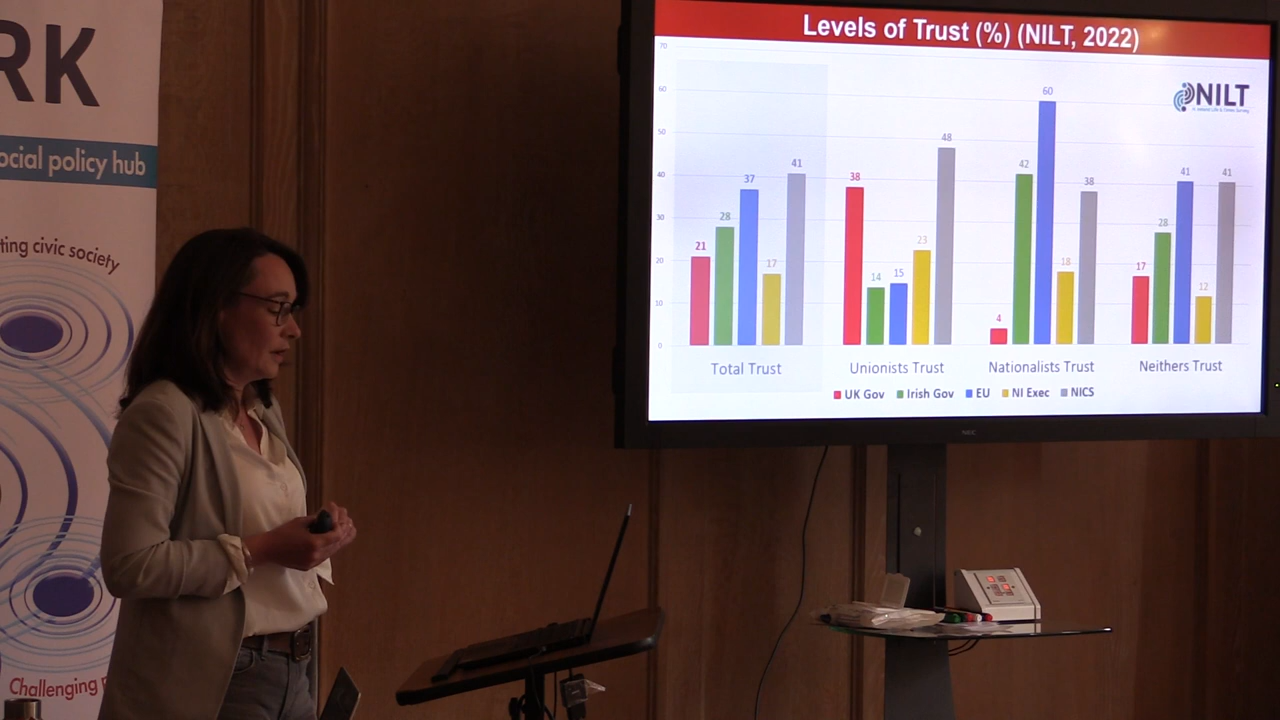 RK
ocial policy hub
ting civic society
Challenging
Levels of Trust (%) (NILT, 2022)
NILT
70
60
50
40
30
20
10
0
21
28
37
17
41
38
14
15
23
48
4
42
60
18
38
17
28
41
12
41
Total Trust
Unionists Trust
Nationalists Trust
Neithers Trust
UK Gov
Irish Gov
EU
NI Exec
NICS
NEC